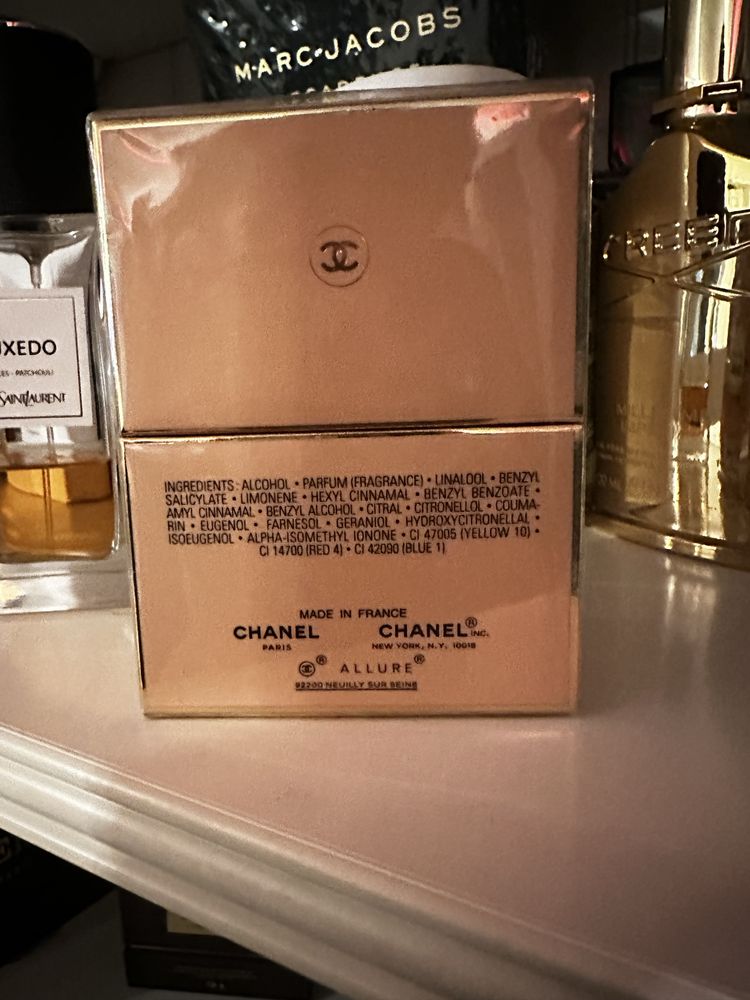 MARC JACOBS
UXEDO
PATCHOULI
SAINT LAURENT
CREED
INGREDIENTS: ALCOHOL • PARFUM (FRAGRANCE) • LINALOOL • BENZYL
SALICYLATE • LIMONENE • HEXYL CINNAMAL • BENZYL BENZOATE •
AMYL CINNAMAL • BENZYL ALCOHOL • CITRAL • CITRONELLOL • COUMA-
RIN • EUGENOL • FARNESOL • GERANIOL • HYDROXYCITRONELLAL •
ISOEUGENOL • ALPHA-ISOMETHYL IONONE • CI 47005 (YELLOW 10) •
CI 14700 (RED 4) • CI 42090 (BLUE 1)
MADE IN FRANCE
CHANEL CHANEL® INC.
PARIS NEW YORK, N.Y. 10019
® ALLURE®
92200 NEUILLY SUR SEINE